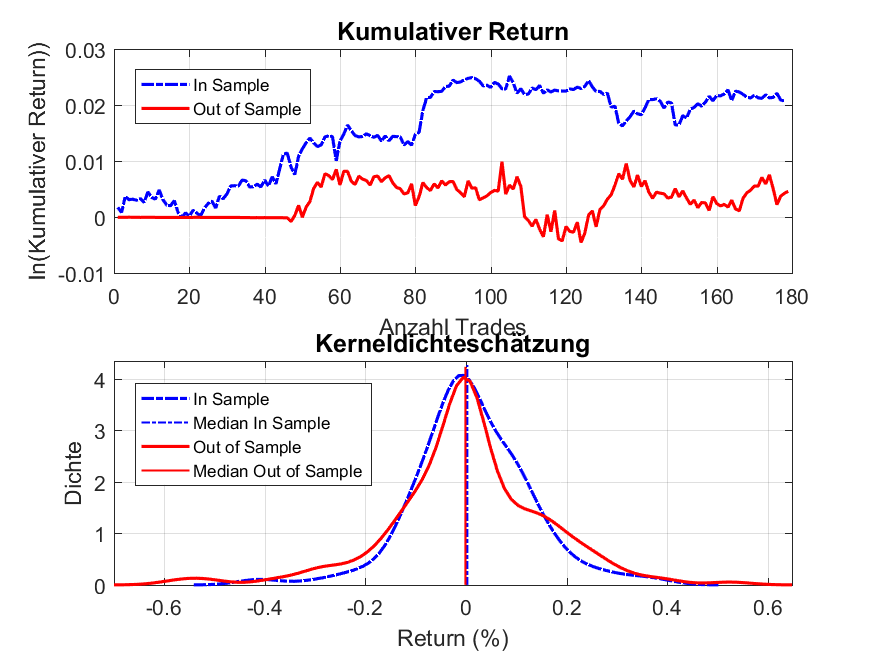 Kumulativer Return
ln(Kumulativer Return))
0.03
0.02
0.01
0
-0.01
In Sample
Out of Sample
0 20 40 60 80 100 120 140 160 180
Anzahl Trades
Kerneldichteschätzung
Dichte
4
3
2
1
0
In Sample
Median In Sample
Out of Sample
Median Out of Sample
-0.6 -0.4 -0.2 0 0.2 0.4 0.6
Return (%)